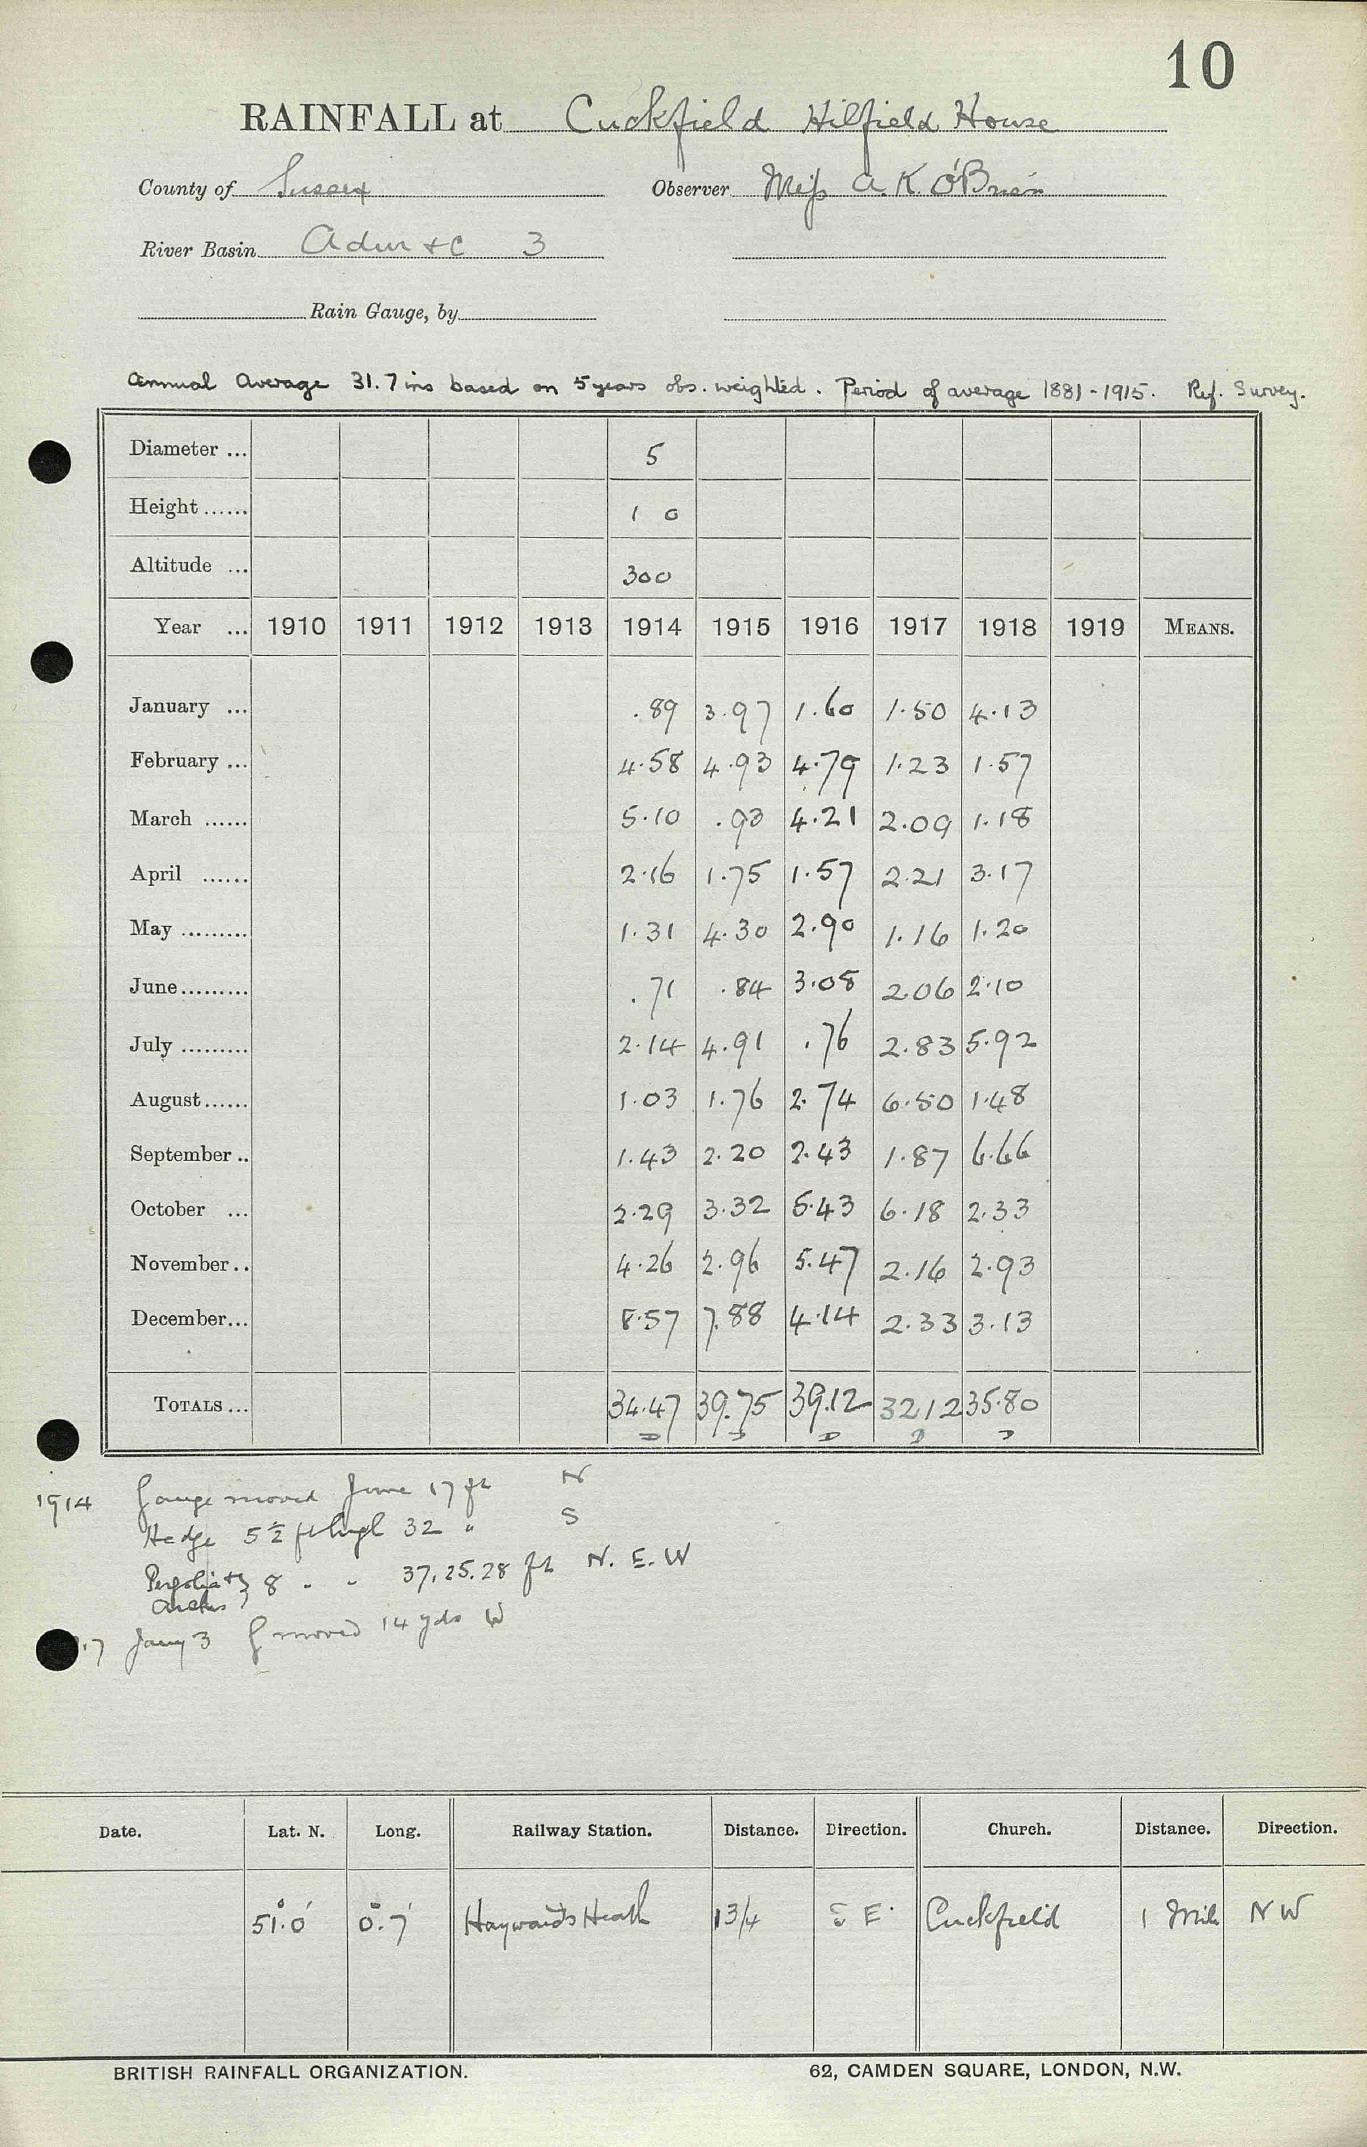 10
RAINFALL at Cuckfield Hilfield House
County of Sussex Observer Miss A. K. O'Brien
River Basin Adur &c 3
Rain Gauge, by
Annual Average 31.7 ins based on 5 years obs. weighted. Period of average 1881-1915. Ref. Survey.
Diameter ... 5
Height ...... 1 0
Altitude ... 300
Year ... 1910 1911 1912 1913 1914 1915 1916 1917 1918 1919 MEANS.
January ... .89 3.97 1.60 1.50 4.13
February ... 4.58 4.93 4.79 1.23 1.57
March ...... 5.10 .93 4.21 2.09 1.18
April ...... 2.16 1.75 1.57 2.21 3.17
May ......... 1.31 4.30 2.90 1.16 1.20
June ......... .71 .84 3.08 2.06 2.10
July ......... 2.14 4.91 .76 2.83 5.92
August ...... 1.03 1.76 2.74 6.50 1.48
September .. 1.43 2.20 2.43 1.87 6.66
October ... 2.29 3.32 5.43 6.18 2.33
November .. 4.26 2.96 5.47 2.16 2.93
December ... 8.57 7.88 4.14 2.33 3.13
TOTALS ... 34.47 39.75 39.12 32.12 35.80
1914 Gauge moved June 17 ft N
Hedge 5½ ft high 32 " S
8 " " 37, 25, 28 ft N. E. W
.7 Jany 3 G moved 14 yds W
Date. Lat. N. Long. Railway Station. Distance. Direction. Church. Distance. Direction.
51° 0' 0° 7' Haywards Heath 1 3/4 S E. Cuckfield 1 Mile N W
BRITISH RAINFALL ORGANIZATION. 62, CAMDEN SQUARE, LONDON, N.W.